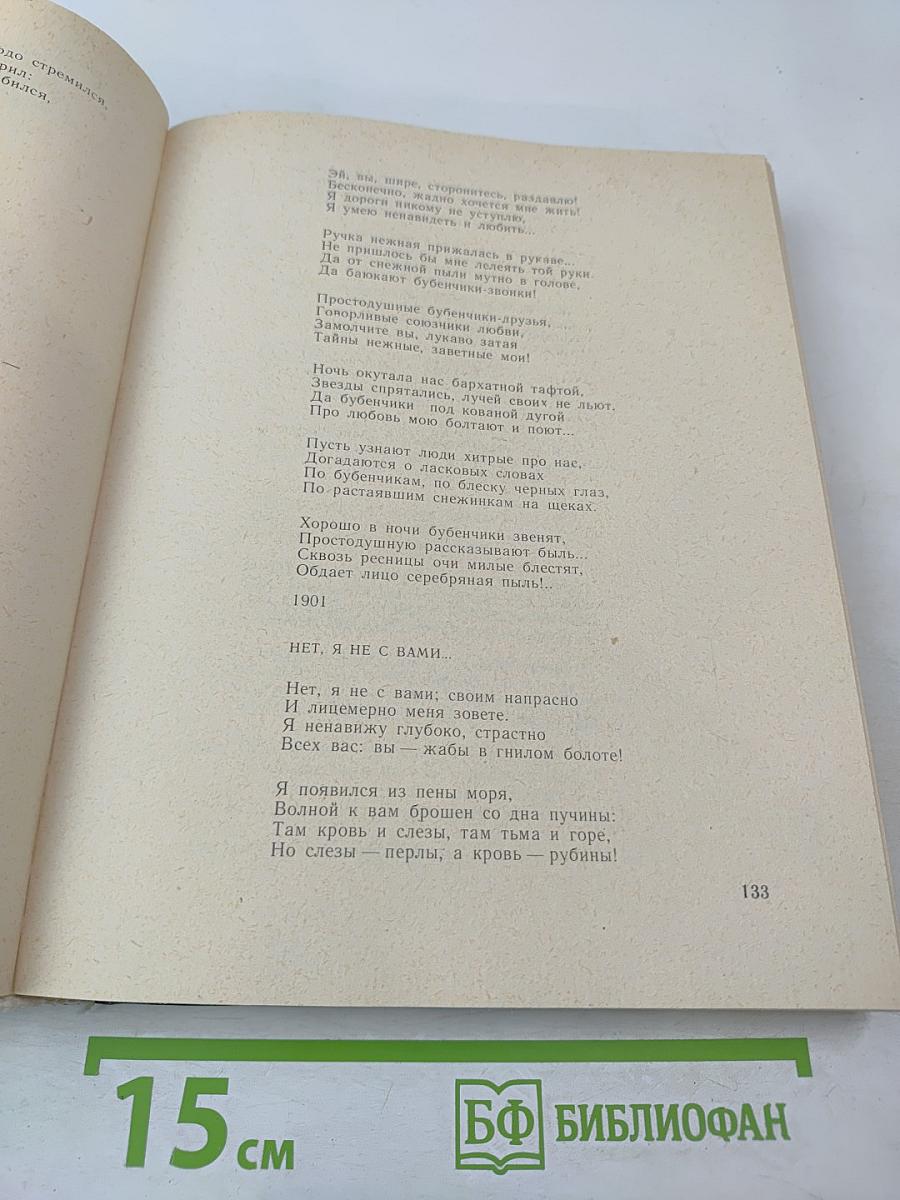 стремился,
бился,
Эй, вы, шире, сторонитесь, раздавлю!
Бесконечно, жадно хочется мне жить!
Я дороги никому не уступлю,
Я умею ненавидеть и любить...
Ручка нежная прижалась в рукаве...
Не пришлось бы мне лелеять той руки.
Да от снежной пыли мутно в голове,
Да баюкают бубенчики-звонки!
Простодушные бубенчики-друзья,
Говорливые союзчики любви,
Замолчите вы, лукаво затая
Тайны нежные, заветные мои!
Ночь окутала нас бархатной тафтой,
Звезды спрятались, лучей своих не льют.
Да бубенчики под кованой дугой
Про любовь мою болтают и поют...
Пусть узнают люди хитрые про нас,
Догадаются о ласковых словах
По бубенчикам, по блеску черных глаз,
По растаявшим снежинкам на щеках.
Хорошо в ночи бубенчики звенят,
Простодушную рассказывают быль...
Сквозь ресницы очи милые блестят,
Обдает лицо серебряная пыль!..
1901
НЕТ, Я НЕ С ВАМИ...
Нет, я не с вами; своим напрасно
И лицемерно меня зовете.
Я ненавижу глубоко, страстно
Всех вас: вы — жабы в гнилом болоте!
Я появился из пены моря,
Волной к вам брошен со дна пучины:
Там кровь и слезы, там тьма и горе,
Но слезы — перлы, а кровь — рубины!
133
15 см
БФ БИБЛИОФАН